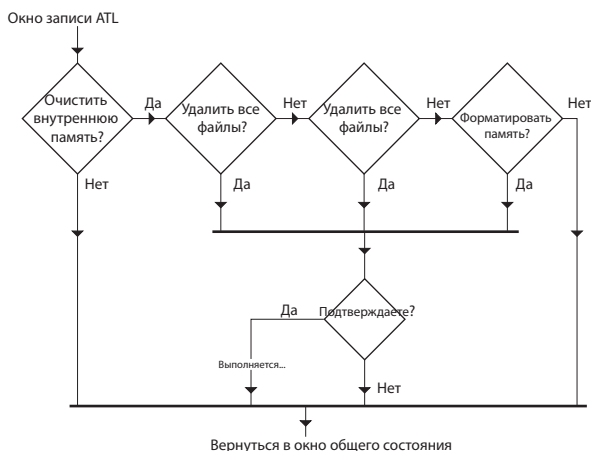 Окно записи ATL
Очистить
внутреннюю
память?
Да
Удалить все
файлы?
Нет
Удалить все
файлы?
Нет
Форматировать
память?
Нет
Нет
Да
Да
Да
Подтверждаете?
Да
Выполняется...
Нет
Вернуться в окно общего состояния